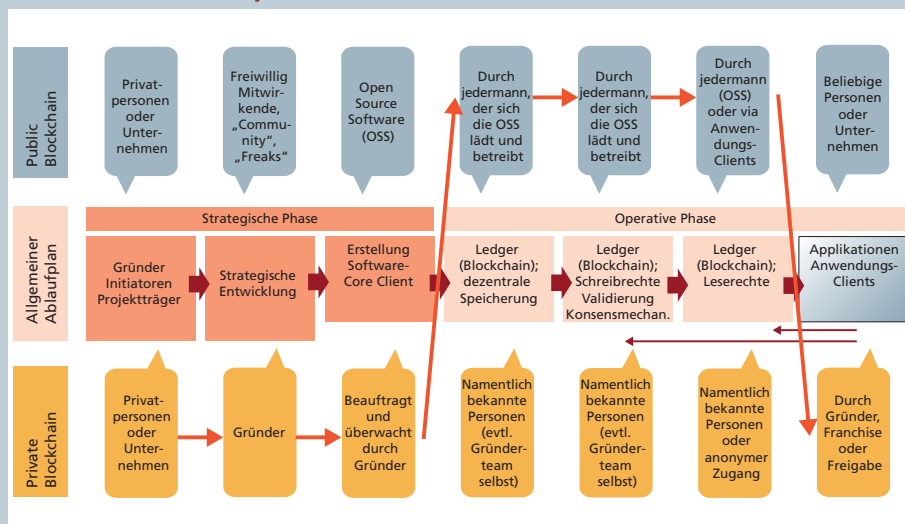 Public
Blockchain
Privat-
personen
oder
Unter-
nehmen
Freiwillig
Mitwir-
kende,
„Commu-
nity“,
„Freaks“
Open
Source
Software
(OSS)
Durch
jedermann,
der sich
die OSS
lädt und
betreibt
Durch
jedermann,
der sich
die OSS
lädt und
betreibt
Durch
jedermann
(OSS)
oder via
Anwen-
dungs-
Clients
Beliebige
Personen
oder
Unter-
nehmen
Allgemeiner
Ablaufplan
Strategische Phase
Operative Phase
Gründer
Initiatoren
Projektträger
Strategische
Entwicklung
Erstellung
Software-
Core Client
Ledger
(Blockchain);
dezentrale
Speicherung
Ledger
(Blockchain);
Schreibrechte
Validierung
Konsensmechan.
Ledger
(Blockchain);
Leserechte
Applikationen
Anwendungs-
Clients
Private
Blockchain
Privat-
personen
oder
Unter-
nehmen
Gründer
Beauftragt
und
überwacht
durch
Gründer
Namentlich
bekannte
Personen
(evtl.
Gründer-
team
selbst)
Namentlich
bekannte
Personen
(evtl.
Gründer-
team
selbst)
Namentlich
bekannte
Personen
oder
anonymer
Zugang
Durch
Gründer,
Franchise
oder
Freigabe